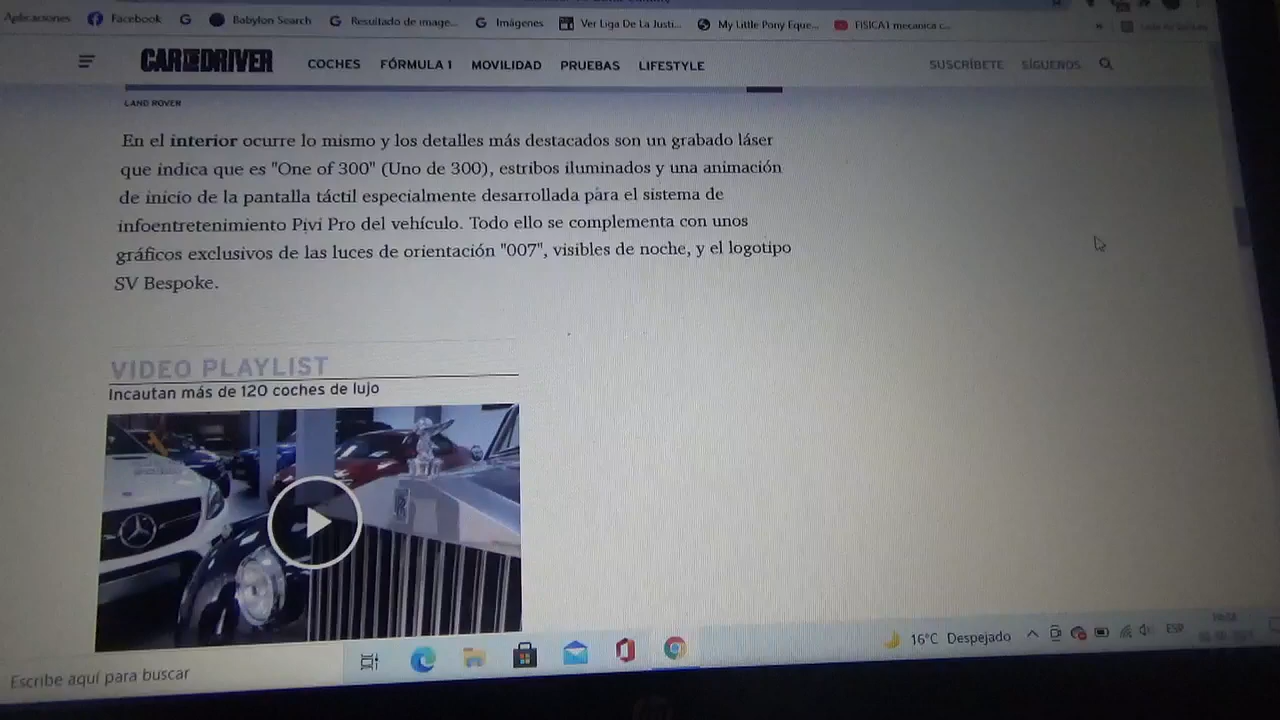 Aplicaciones Facebook Babylon Search Resultado de image... Imágenes Ver Liga De La Justi... My Little Pony Eque... FISICA1 mecanica c... »
CAR AND DRIVER COCHES FÓRMULA 1 MOVILIDAD PRUEBAS LIFESTYLE SUSCRÍBETE SÍGUENOS
LAND ROVER
En el interior ocurre lo mismo y los detalles más destacados son un grabado láser
que indica que es "One of 300" (Uno de 300), estribos iluminados y una animación
de inicio de la pantalla táctil especialmente desarrollada para el sistema de
infoentretenimiento Pivi Pro del vehículo. Todo ello se complementa con unos
gráficos exclusivos de las luces de orientación "007", visibles de noche, y el logotipo
SV Bespoke.
VIDEO PLAYLIST
Incautan más de 120 coches de lujo
16°C Despejado ESP
Escribe aquí para buscar